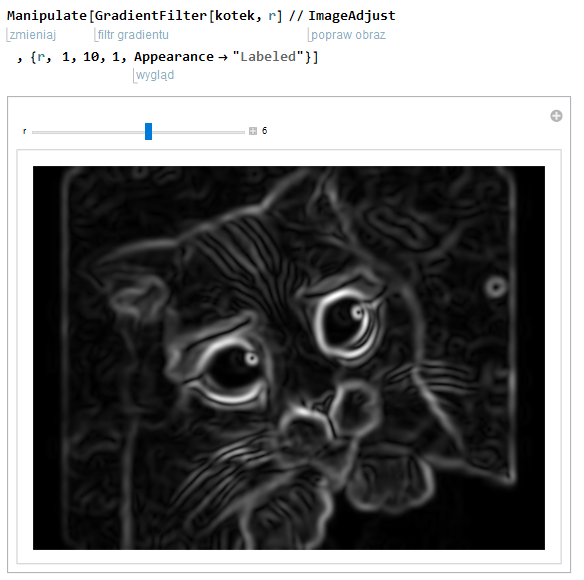 Manipulate[GradientFilter[kotek, r] // ImageAdjust
zmieniaj filtr gradientu popraw obraz
, {r, 1, 10, 1, Appearance → "Labeled"}]
wygląd
r 6